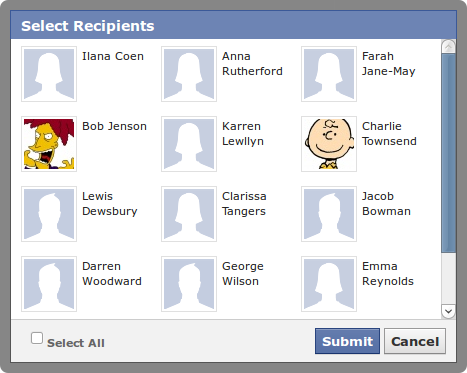 Select Recipients
Ilana Coen
Anna
Rutherford
Farah
Jane-May
Bob Jenson
Karren
Lewllyn
Charlie
Townsend
Lewis
Dewsbury
Clarissa
Tangers
Jacob
Bowman
Darren
Woodward
George
Wilson
Emma
Reynolds
Select All
Submit
Cancel